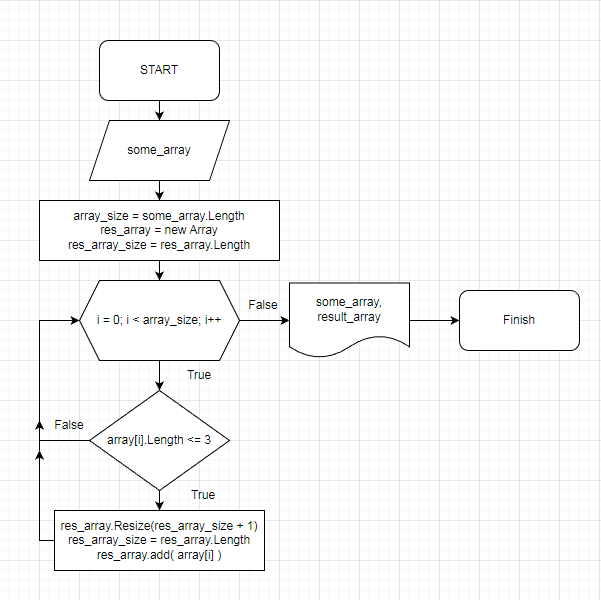 START
some_array
array_size = some_array.Length
res_array = new Array
res_array_size = res_array.Length
i = 0; i < array_size; i++
False
some_array,
result_array
Finish
True
False
array[i].Length <= 3
True
res_array.Resize(res_array_size + 1)
res_array_size = res_array.Length
res_array.add( array[i] )